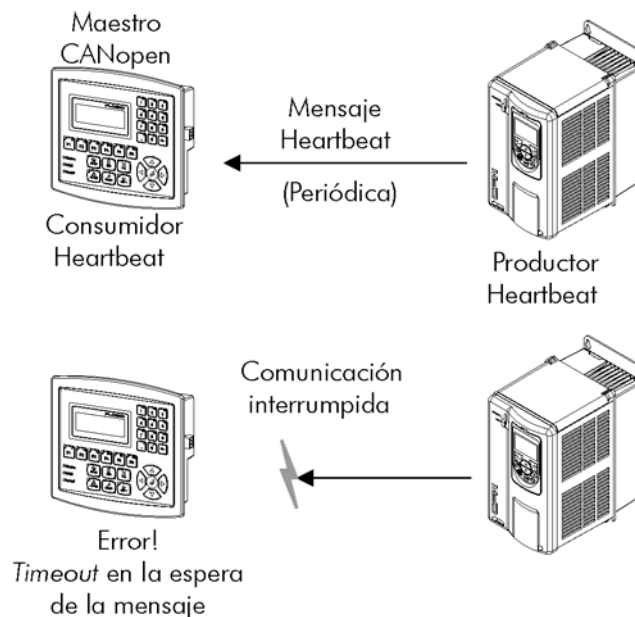 Maestro
CANopen
Mensaje
Heartbeat
(Periódica)
Consumidor
Heartbeat
Productor
Heartbeat
Comunicación
interrumpida
Error!
Timeout en la espera
de la mensaje